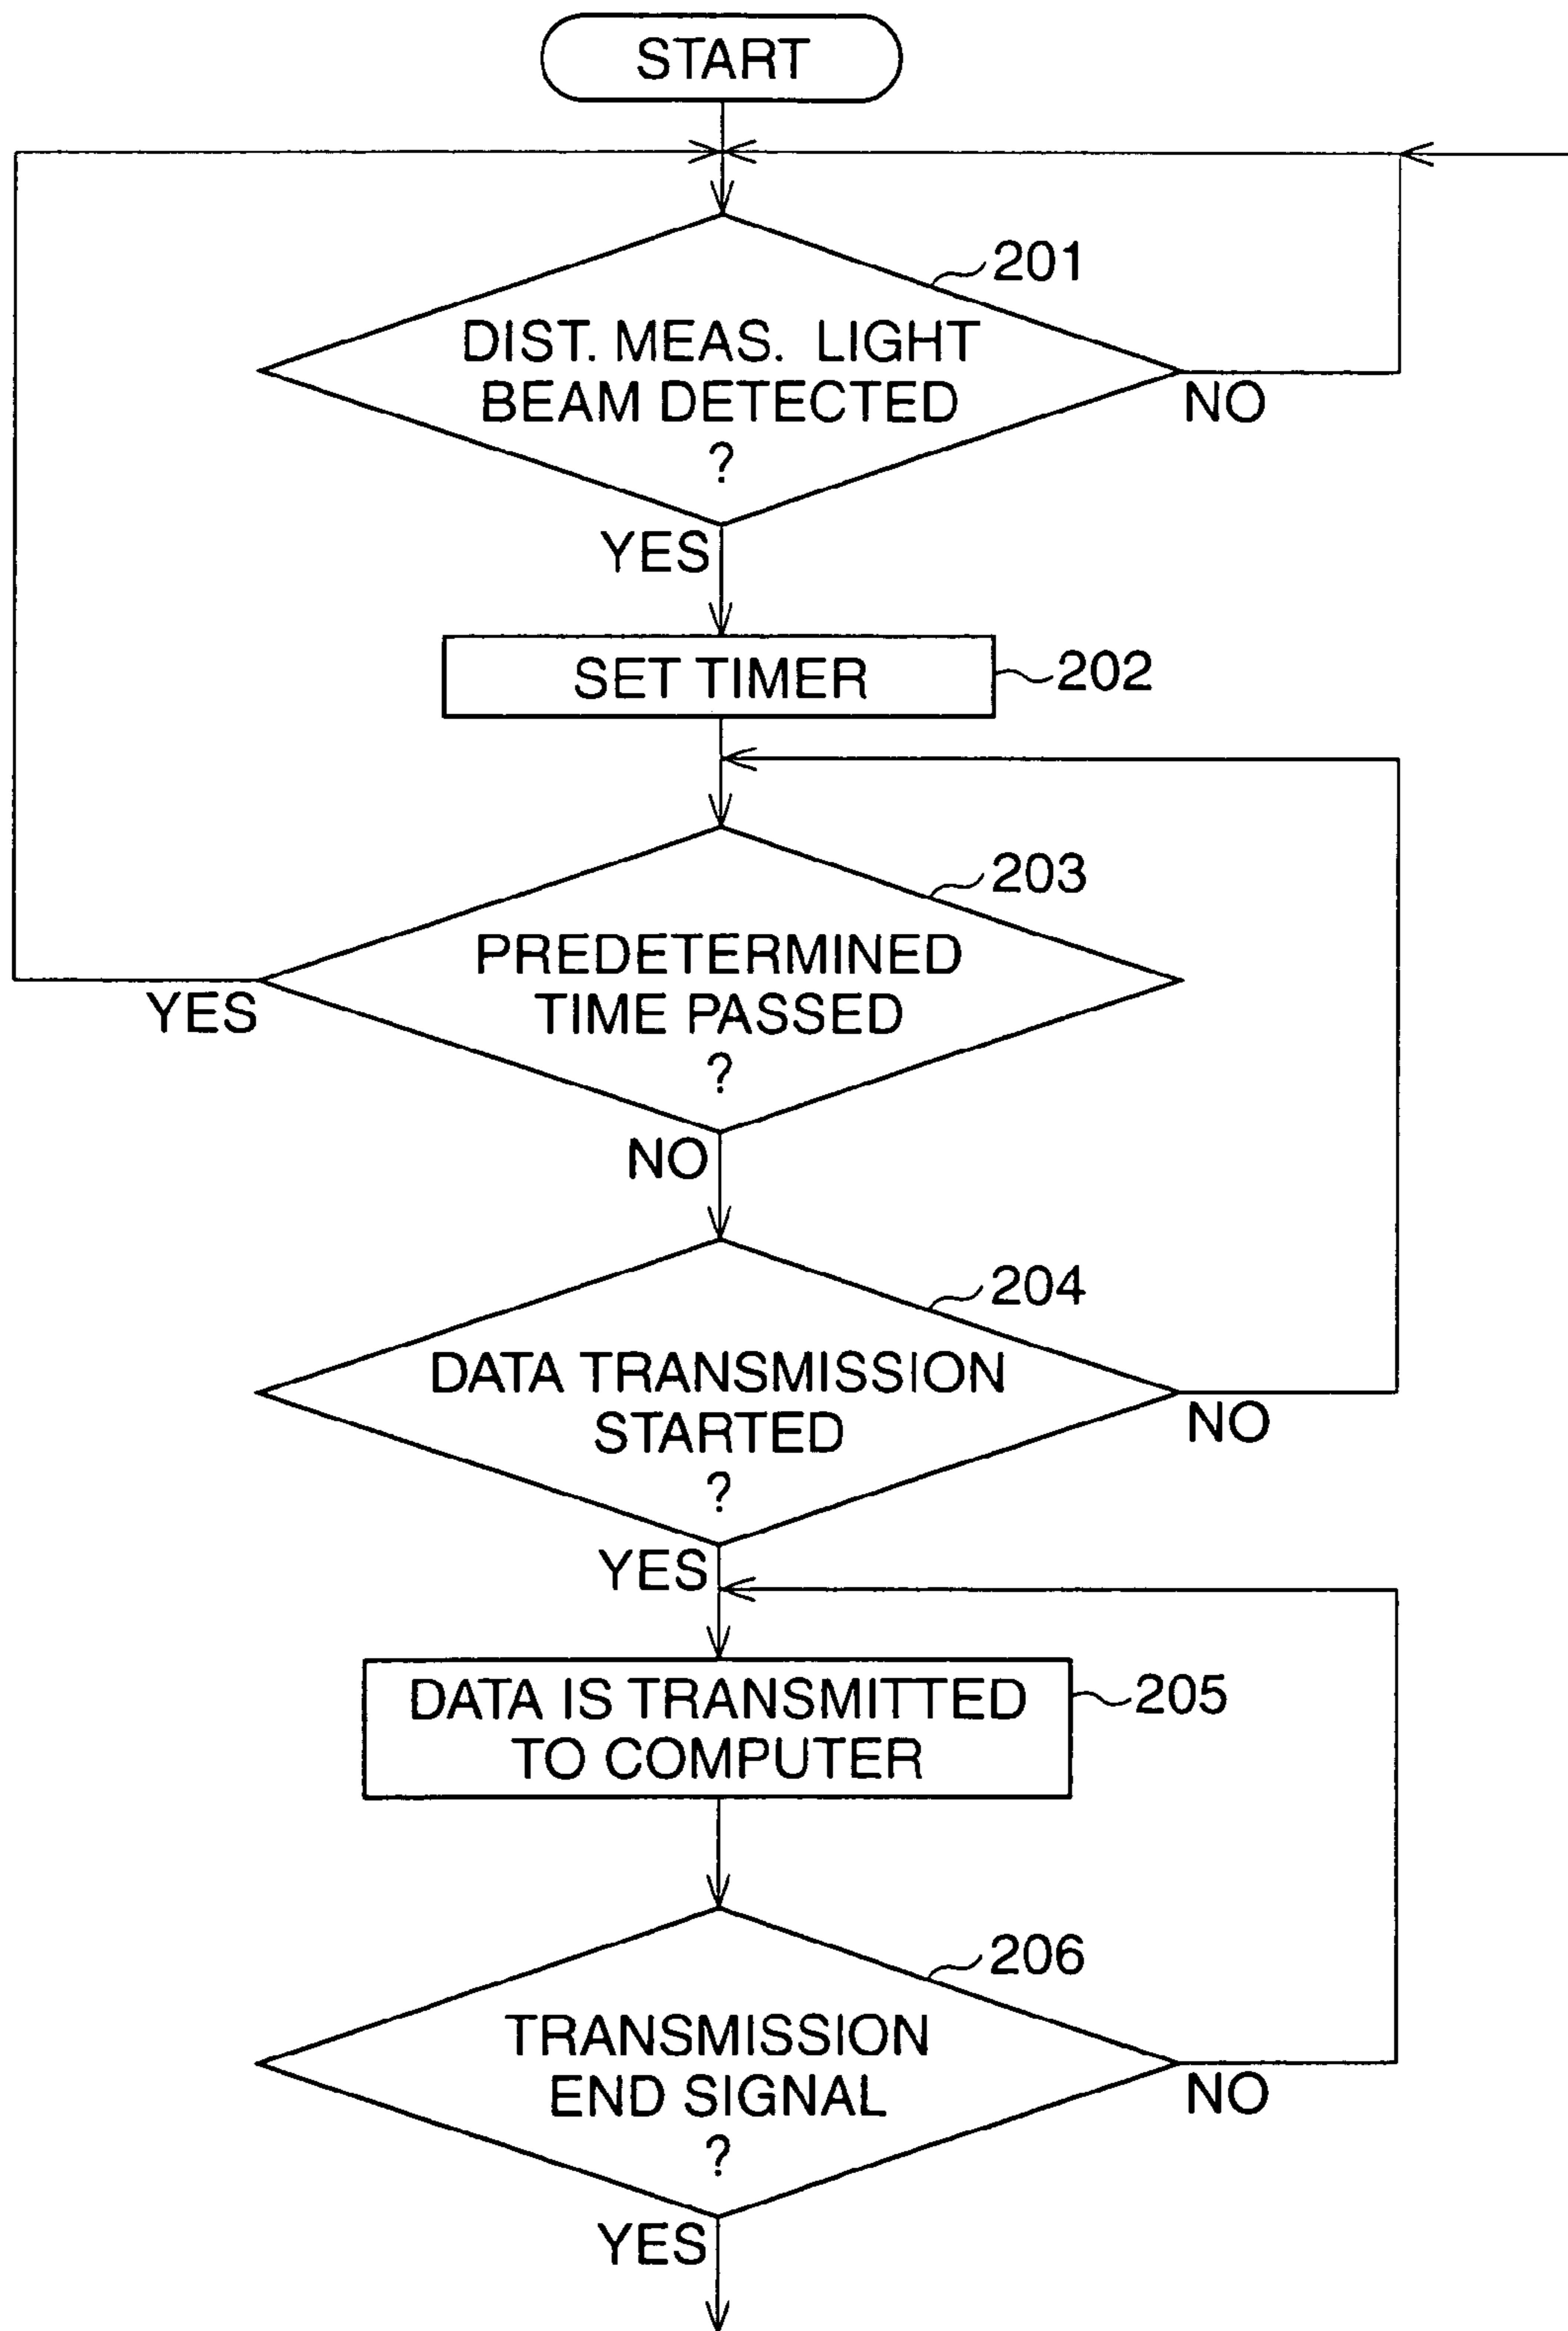 START
201
DIST. MEAS. LIGHT
BEAM DETECTED
?
NO
YES
SET TIMER
202
203
PREDETERMINED
TIME PASSED
?
YES
NO
204
DATA TRANSMISSION
STARTED
?
NO
YES
DATA IS TRANSMITTED
TO COMPUTER
205
206
TRANSMISSION
END SIGNAL
?
NO
YES